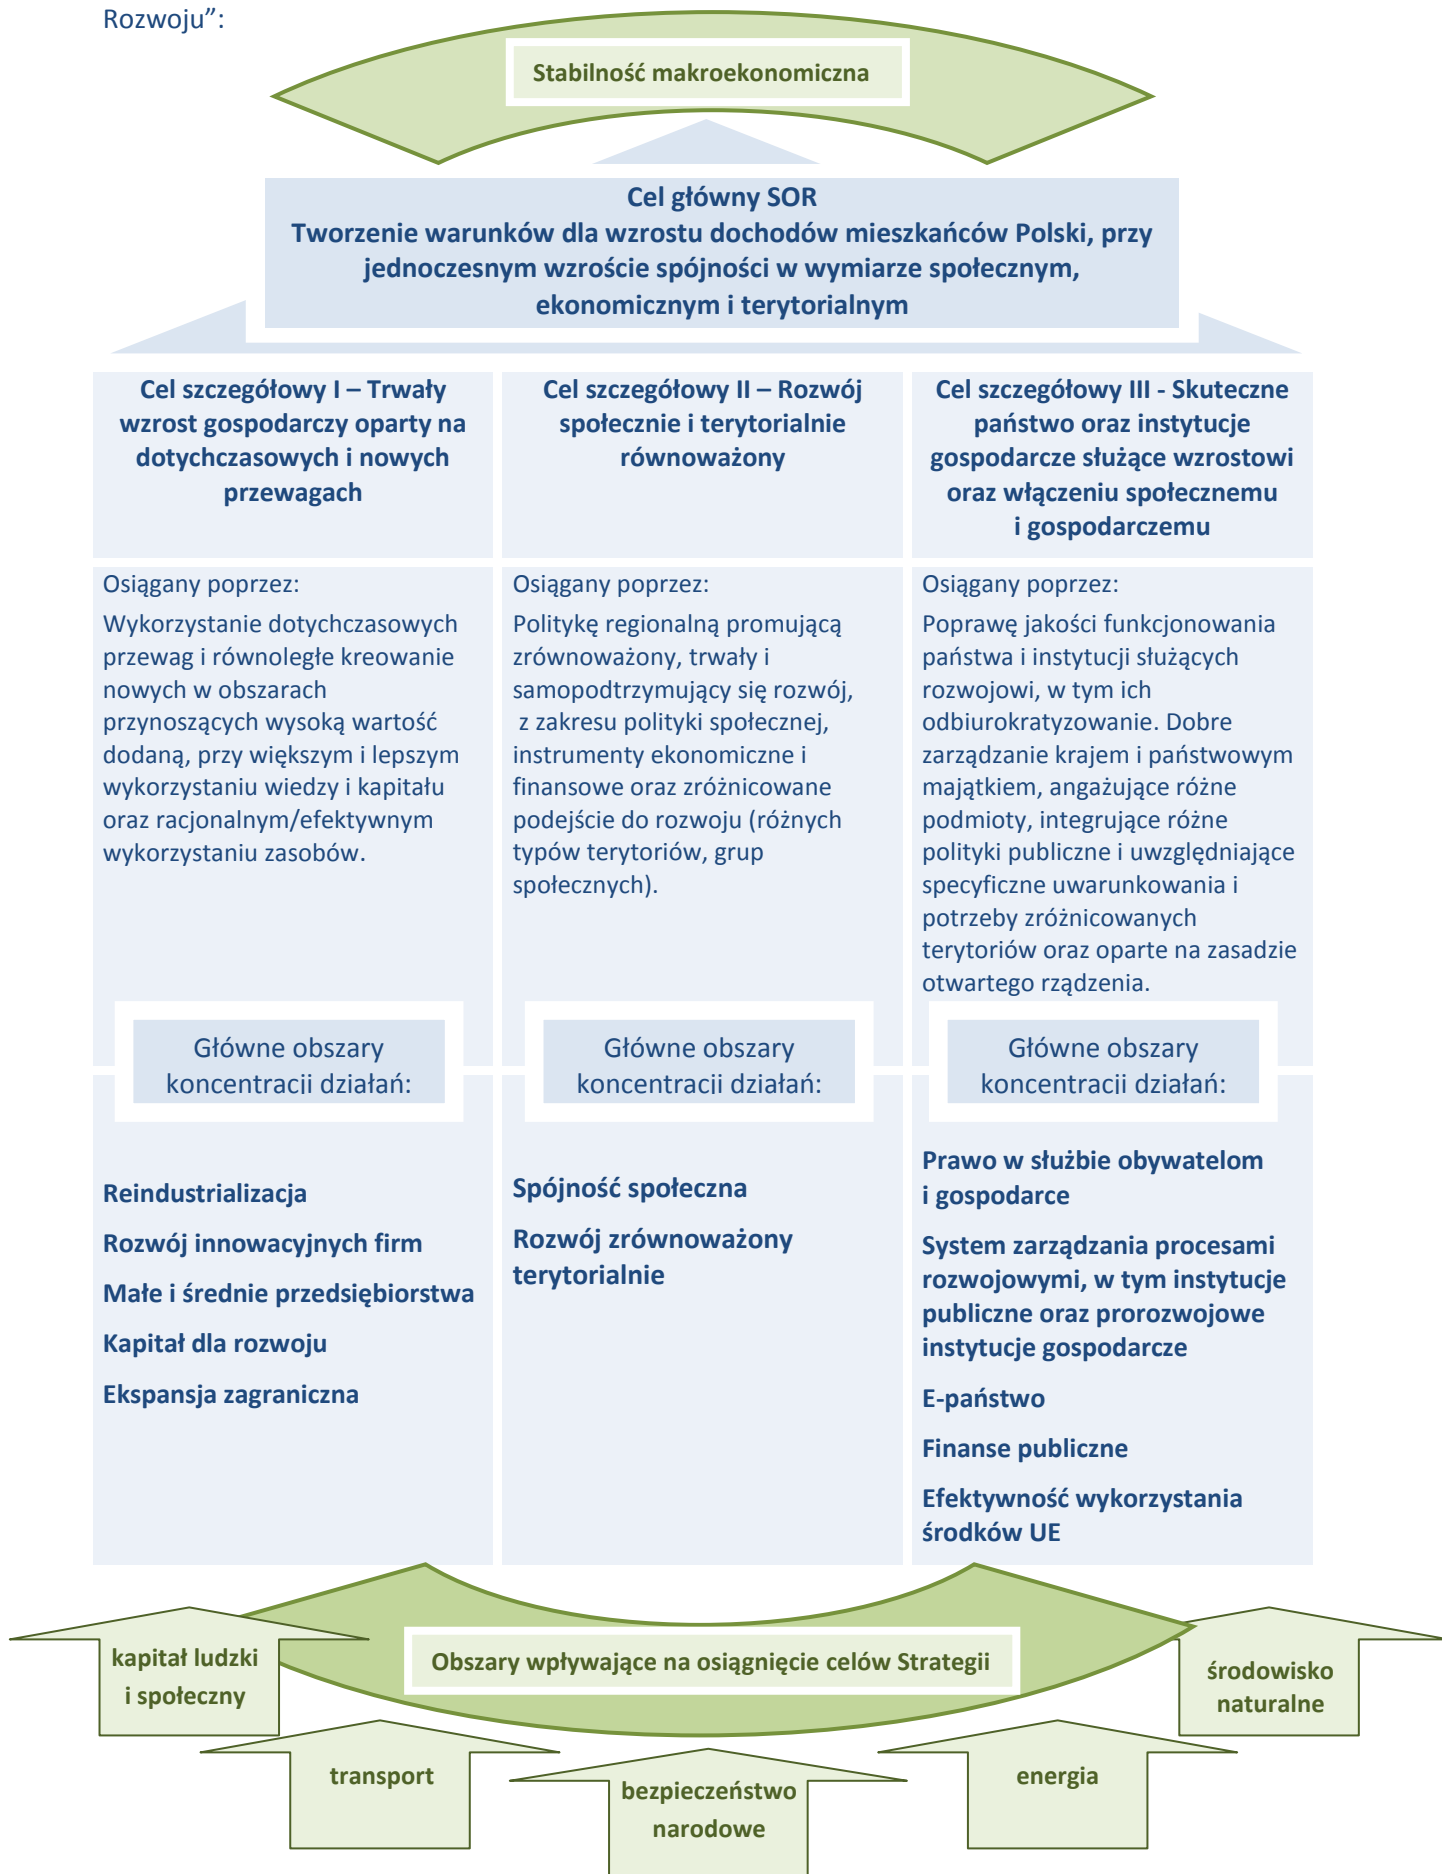 Rozwoju”:
Stabilność makroekonomiczna
Cel główny SOR
Tworzenie warunków dla wzrostu dochodów mieszkańców Polski, przy
jednoczesnym wzroście spójności w wymiarze społecznym,
ekonomicznym i terytorialnym
Cel szczegółowy I – Trwały
wzrost gospodarczy oparty na
dotychczasowych i nowych
przewagach
Cel szczegółowy II – Rozwój
społecznie i terytorialnie
równoważony
Cel szczegółowy III - Skuteczne
państwo oraz instytucje
gospodarcze służące wzrostowi
oraz włączeniu społecznemu
i gospodarczemu
Osiągany poprzez:
Wykorzystanie dotychczasowych
przewag i równoległe kreowanie
nowych w obszarach
przynoszących wysoką wartość
dodaną, przy większym i lepszym
wykorzystaniu wiedzy i kapitału
oraz racjonalnym/efektywnym
wykorzystaniu zasobów.
Osiągany poprzez:
Politykę regionalną promującą
zrównoważony, trwały i
samopodtrzymujący się rozwój,
z zakresu polityki społecznej,
instrumenty ekonomiczne i
finansowe oraz zróżnicowane
podejście do rozwoju (różnych
typów terytoriów, grup
społecznych).
Osiągany poprzez:
Poprawę jakości funkcjonowania
państwa i instytucji służących
rozwojowi, w tym ich
odbiurokratyzowanie. Dobre
zarządzanie krajem i państwowym
majątkiem, angażujące różne
podmioty, integrujące różne
polityki publiczne i uwzględniające
specyficzne uwarunkowania i
potrzeby zróżnicowanych
terytoriów oraz oparte na zasadzie
otwartego rządzenia.
Główne obszary
koncentracji działań:
Główne obszary
koncentracji działań:
Główne obszary
koncentracji działań:
Reindustrializacja
Rozwój innowacyjnych firm
Małe i średnie przedsiębiorstwa
Kapitał dla rozwoju
Ekspansja zagraniczna
Spójność społeczna
Rozwój zrównoważony
terytorialnie
Prawo w służbie obywatelom
i gospodarce
System zarządzania procesami
rozwojowymi, w tym instytucje
publiczne oraz prorozwojowe
instytucje gospodarcze
E-państwo
Finanse publiczne
Efektywność wykorzystania
środków UE
Obszary wpływające na osiągnięcie celów Strategii
kapitał ludzki
i społeczny
transport
bezpieczeństwo
narodowe
energia
środowisko
naturalne